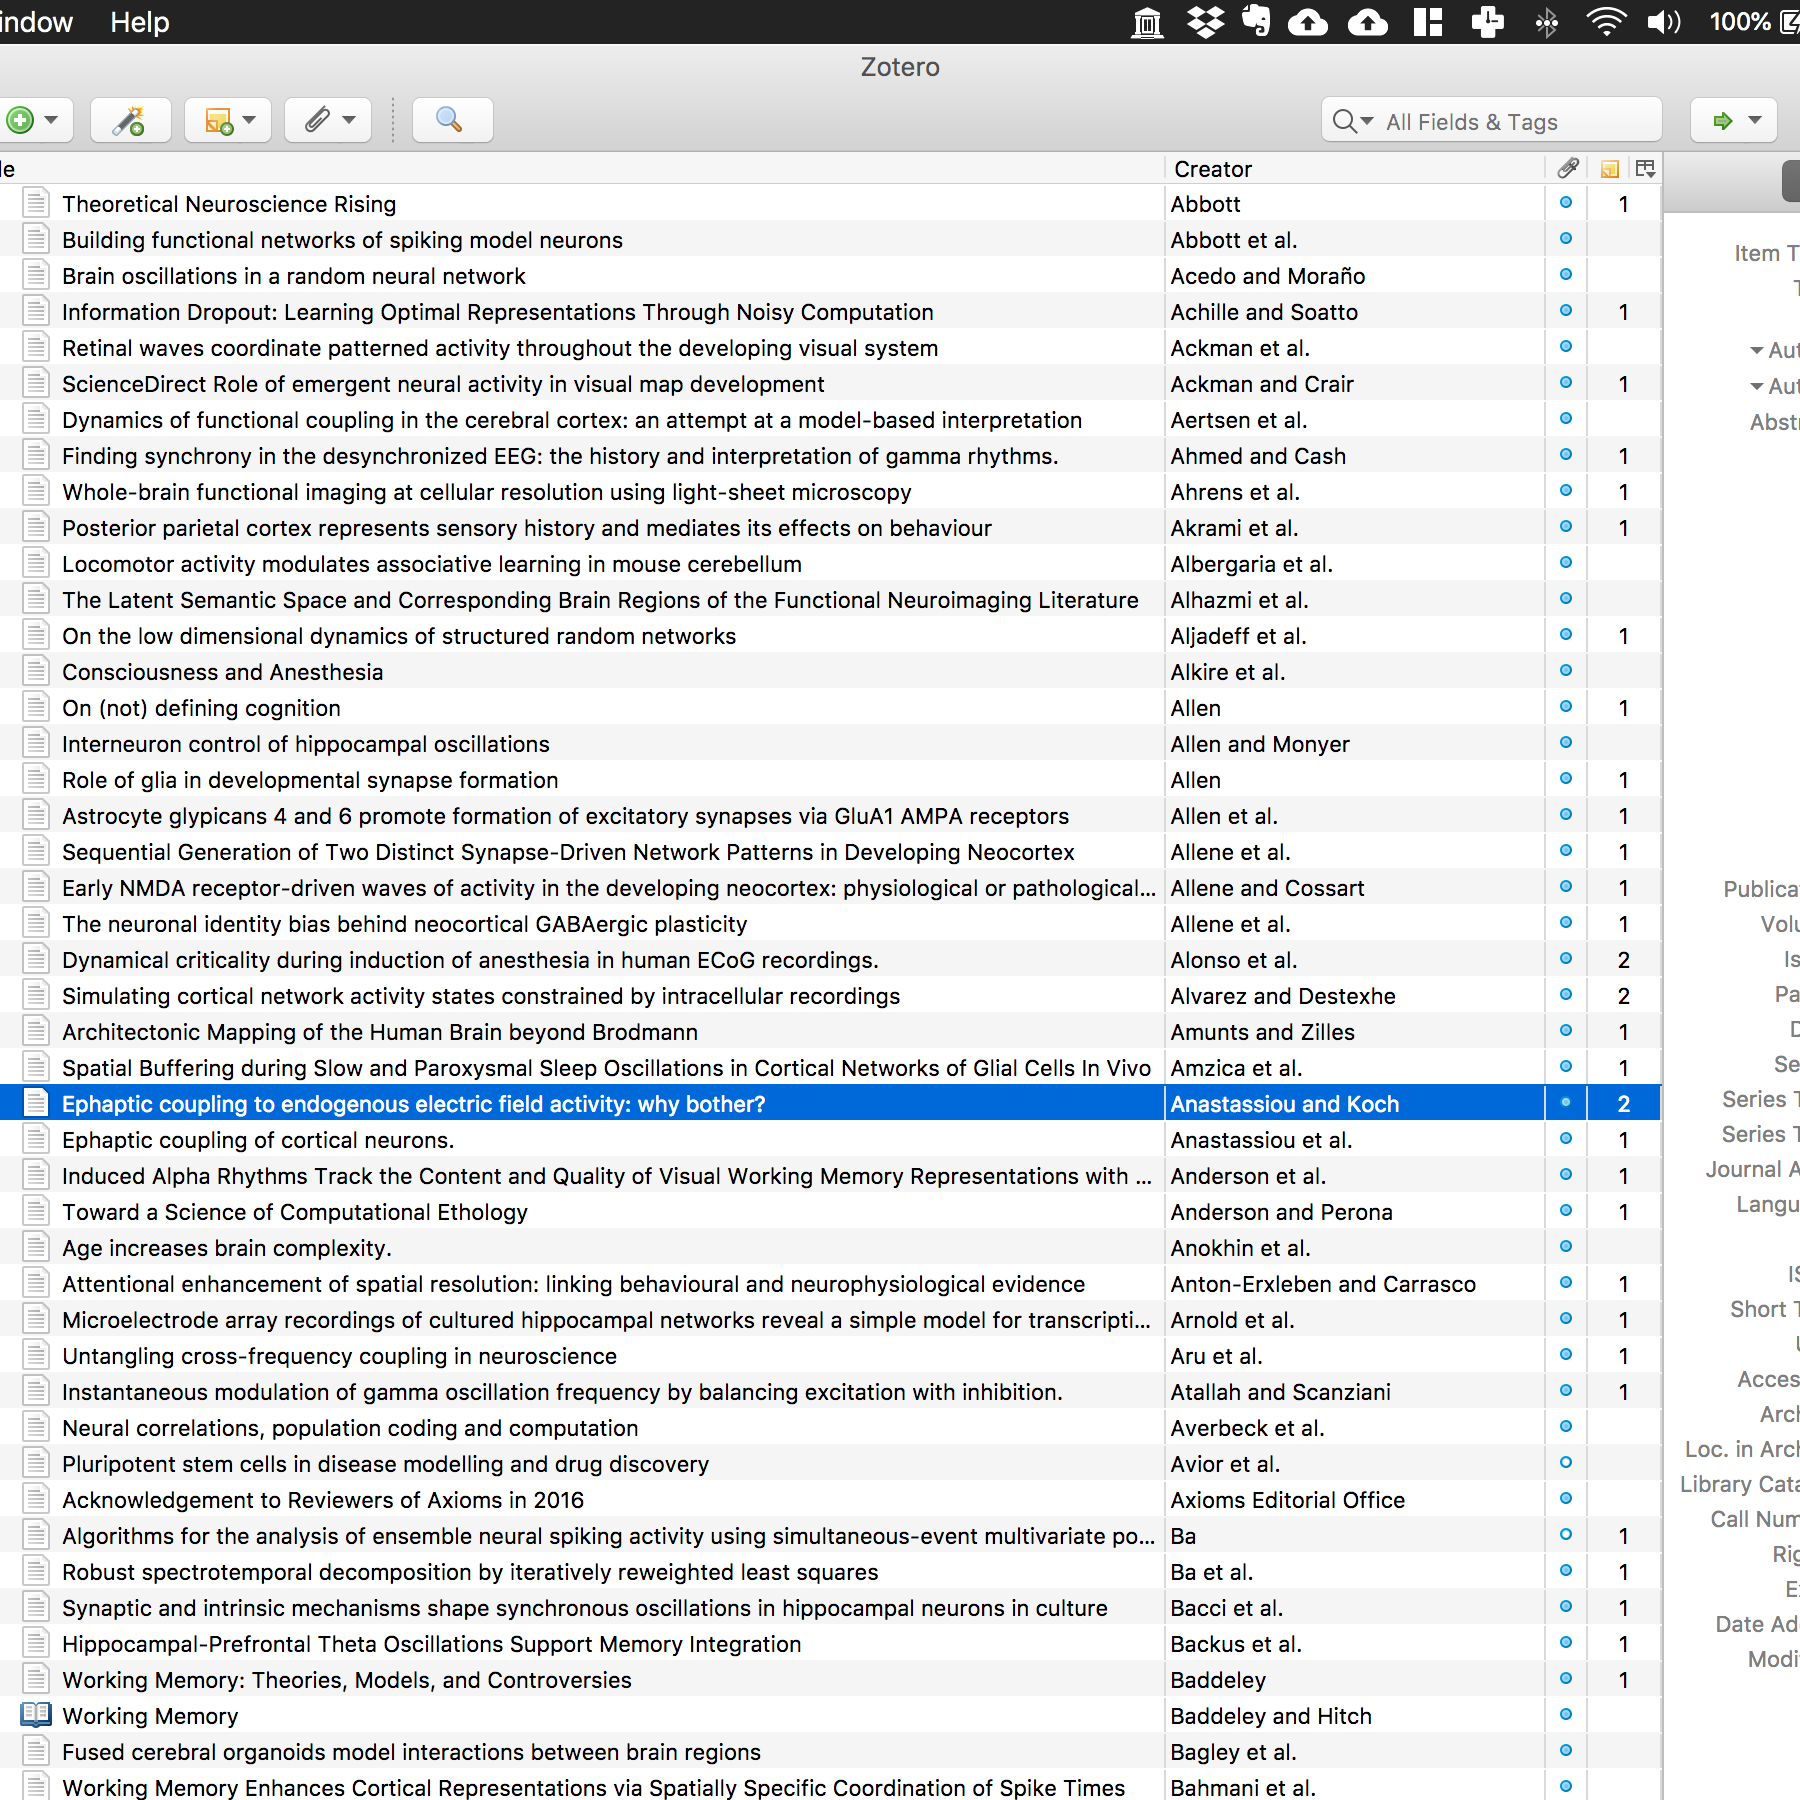 indow Help 100%
Zotero
All Fields & Tags
le Creator
Theoretical Neuroscience Rising Abbott 1
Building functional networks of spiking model neurons Abbott et al.
Item T
Brain oscillations in a random neural network Acedo and Moraño
T
Information Dropout: Learning Optimal Representations Through Noisy Computation Achille and Soatto 1
Retinal waves coordinate patterned activity throughout the developing visual system Ackman et al.
Aut
ScienceDirect Role of emergent neural activity in visual map development Ackman and Crair 1
Aut
Dynamics of functional coupling in the cerebral cortex: an attempt at a model-based interpretation Aertsen et al.
Abstr
Finding synchrony in the desynchronized EEG: the history and interpretation of gamma rhythms. Ahmed and Cash 1
Whole-brain functional imaging at cellular resolution using light-sheet microscopy Ahrens et al. 1
Posterior parietal cortex represents sensory history and mediates its effects on behaviour Akrami et al. 1
Locomotor activity modulates associative learning in mouse cerebellum Albergaria et al.
The Latent Semantic Space and Corresponding Brain Regions of the Functional Neuroimaging Literature Alhazmi et al.
On the low dimensional dynamics of structured random networks Aljadeff et al. 1
Consciousness and Anesthesia Alkire et al.
On (not) defining cognition Allen 1
Interneuron control of hippocampal oscillations Allen and Monyer
Role of glia in developmental synapse formation Allen 1
Astrocyte glypicans 4 and 6 promote formation of excitatory synapses via GluA1 AMPA receptors Allen et al. 1
Sequential Generation of Two Distinct Synapse-Driven Network Patterns in Developing Neocortex Allene et al. 1
Early NMDA receptor-driven waves of activity in the developing neocortex: physiological or pathological... Allene and Cossart 1
Publica
The neuronal identity bias behind neocortical GABAergic plasticity Allene et al. 1
Volu
Dynamical criticality during induction of anesthesia in human ECoG recordings. Alonso et al. 2
Is
Simulating cortical network activity states constrained by intracellular recordings Alvarez and Destexhe 2
Pa
Architectonic Mapping of the Human Brain beyond Brodmann Amunts and Zilles 1
D
Spatial Buffering during Slow and Paroxysmal Sleep Oscillations in Cortical Networks of Glial Cells In Vivo Amzica et al. 1
Se
Ephaptic coupling to endogenous electric field activity: why bother? Anastassiou and Koch 2
Series T
Ephaptic coupling of cortical neurons. Anastassiou et al. 1
Series T
Induced Alpha Rhythms Track the Content and Quality of Visual Working Memory Representations with ... Anderson et al. 1
Journal A
Toward a Science of Computational Ethology Anderson and Perona 1
Langu
Age increases brain complexity. Anokhin et al.
Attentional enhancement of spatial resolution: linking behavioural and neurophysiological evidence Anton-Erxleben and Carrasco 1
IS
Microelectrode array recordings of cultured hippocampal networks reveal a simple model for transcripti... Arnold et al. 1
Short T
Untangling cross-frequency coupling in neuroscience Aru et al. 1
U
Instantaneous modulation of gamma oscillation frequency by balancing excitation with inhibition. Atallah and Scanziani 1
Acces
Neural correlations, population coding and computation Averbeck et al.
Arch
Pluripotent stem cells in disease modelling and drug discovery Avior et al.
Loc. in Arch
Acknowledgement to Reviewers of Axioms in 2016 Axioms Editorial Office
Library Cata
Algorithms for the analysis of ensemble neural spiking activity using simultaneous-event multivariate po... Ba 1
Call Num
Robust spectrotemporal decomposition by iteratively reweighted least squares Ba et al. 1
Rig
Synaptic and intrinsic mechanisms shape synchronous oscillations in hippocampal neurons in culture Bacci et al. 1
Ex
Hippocampal-Prefrontal Theta Oscillations Support Memory Integration Backus et al. 1
Date Ad
Working Memory: Theories, Models, and Controversies Baddeley 1
Modi
Working Memory Baddeley and Hitch
Fused cerebral organoids model interactions between brain regions Bagley et al.
Working Memory Enhances Cortical Representations via Spatially Specific Coordination of Spike Times Bahmani et al.